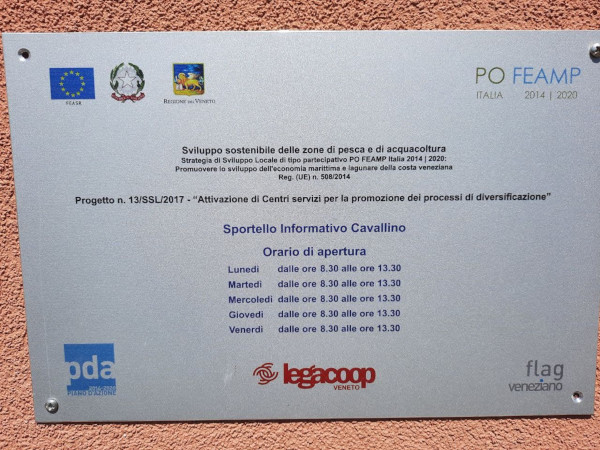 PO FEAMP
ITALIA 2014 | 2020
FEASR
REGIONE DEL VENETO
Sviluppo sostenibile delle zone di pesca e di acquacoltura
Strategia di Sviluppo Locale di tipo partecipativo PO FEAMP Italia 2014 | 2020:
Promuovere lo sviluppo dell'economia marittima e lagunare della costa veneziana
Reg. (UE) n. 508/2014
Progetto n. 13/SSL/2017 - “Attivazione di Centri servizi per la promozione dei processi di diversificazione”
Sportello Informativo Cavallino
Orario di apertura
Lunedì dalle ore 8.30 alle ore 13.30
Martedì dalle ore 8.30 alle ore 13.30
Mercoledì dalle ore 8.30 alle ore 13.30
Giovedì dalle ore 8.30 alle ore 13.30
Venerdì dalle ore 8.30 alle ore 13.30
pda
2014/2020
PIANO D'AZIONE
legacoop
VENETO
flag
veneziano